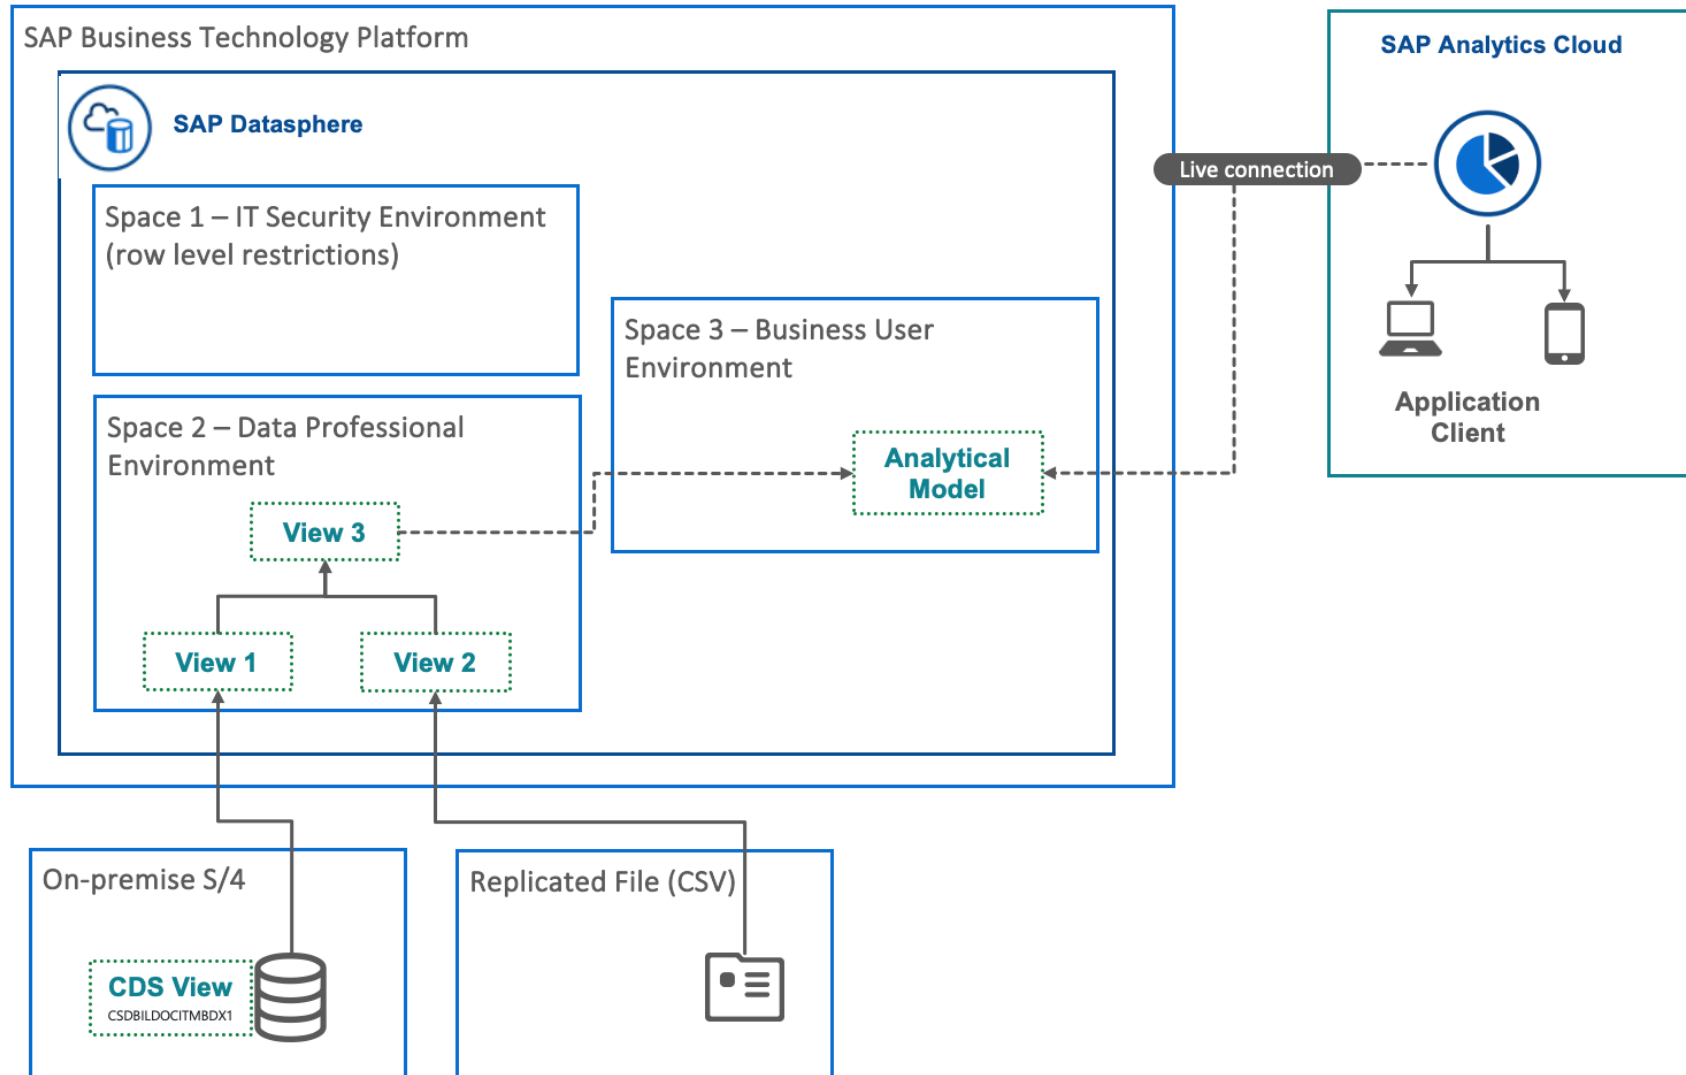 SAP Business Technology Platform
SAP Datasphere
Space 1 – IT Security Environment
(row level restrictions)
Space 2 – Data Professional
Environment
View 3
View 1
View 2
Space 3 – Business User
Environment
Analytical
Model
Live connection
SAP Analytics Cloud
Application
Client
On-premise S/4
CDS View
CSDBILDOCITMBDX1
Replicated File (CSV)